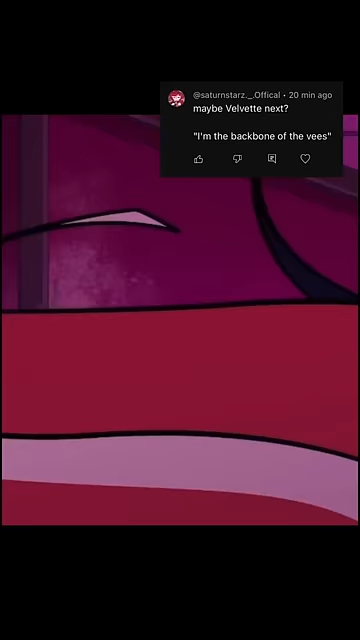 @saturnstarz._.Offical • 20 min ago
maybe Velvette next?
"I'm the backbone of the vees"